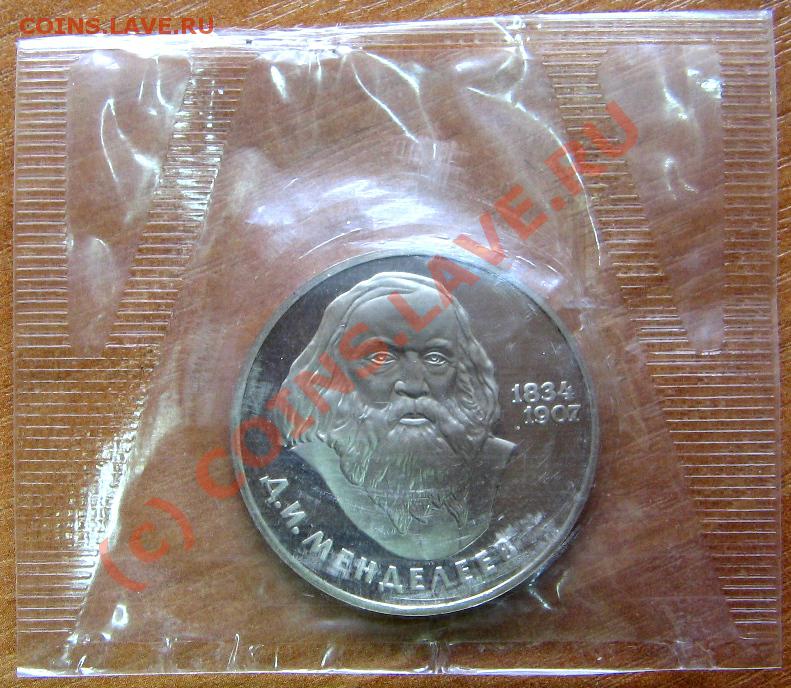 COINS.LAVE.RU
(c) COINS.LAVE.RU
1834
1907
Д.И. МЕНДЕЛЕЕВ